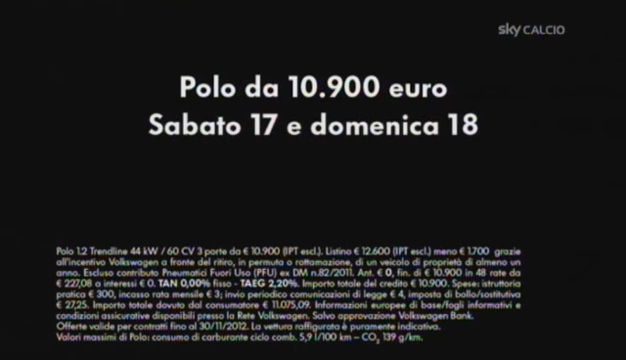 sky CALCIO
Polo da 10.900 euro
Sabato 17 e domenica 18
Polo 1.2 Trendline 44 kW / 60 CV 3 porte da € 10.900 (IPT escl.). Listino € 12.600 (IPT escl.) meno € 1.700 grazie
all'incentivo Volkswagen a fronte del ritiro, in permuta o rottamazione, di un veicolo di proprietà di almeno un
anno. Escluso contributo Pneumatici Fuori Uso (PFU) ex DM n.82/2011. Ant. € 0, fin. di € 10.900 in 48 rate da
€ 227,08 a interessi € 0. TAN 0,00% fisso - TAEG 2,20%. Importo totale del credito € 10.900. Spese: istruttoria
pratica € 300, incasso rata mensile € 3; invio periodico comunicazioni di legge € 4, imposta di bollo/sostitutiva
€ 27,25. Importo totale dovuto dal consumatore € 11.075,09. Informazioni europee di base/fogli informativi e
condizioni assicurative disponibili presso la Rete Volkswagen. Salvo approvazione Volkswagen Bank.
Offerte valide per contratti fino al 30/11/2012. La vettura raffigurata è puramente indicativa.
Valori massimi di Polo: consumo di carburante ciclo comb. 5,9 l/100 km – CO2 139 g/km.